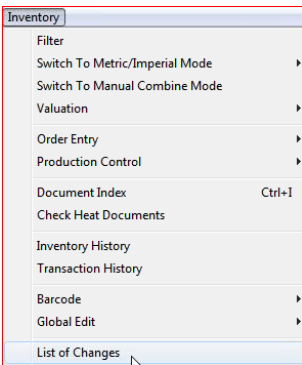 Inventory
Filter
Switch To Metric/Imperial Mode
Switch To Manual Combine Mode
Valuation
Order Entry
Production Control
Document Index Ctrl+I
Check Heat Documents
Inventory History
Transaction History
Barcode
Global Edit
List of Changes